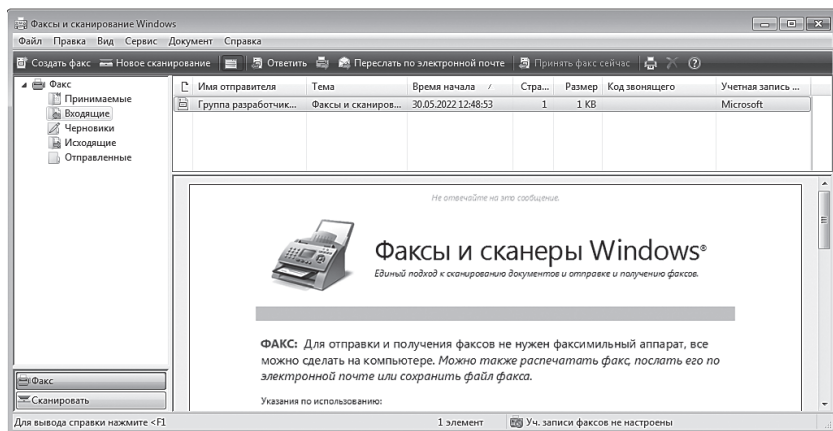 Факсы и сканирование Windows
Файл Правка Вид Сервис Документ Справка
Создать факс Новое сканирование Ответить Переслать по электронной почте Принять факс сейчас
Факс
Принимаемые
Входящие
Черновики
Исходящие
Отправленные
Имя отправителя Тема Время начала Стра... Размер Код звонящего Учетная запись ...
Группа разработчик... Факсы и сканиров... 30.05.2022 12:48:53 1 1 KB Microsoft
Не отвечайте на это сообщение.
Факсы и сканеры Windows®
Единый подход к сканированию документов и отправке и получению факсов.
ФАКС: Для отправки и получения факсов не нужен факсимильный аппарат, все
можно сделать на компьютере. Можно также распечатать факс, послать его по
электронной почте или сохранить файл факса.
Указания по использованию:
Факс
Сканировать
Для вывода справки нажмите <F1 1 элемент Уч. записи факсов не настроены